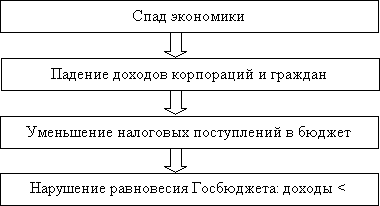 Спад экономики
Падение доходов корпораций и граждан
Уменьшение налоговых поступлений в бюджет
Нарушение равновесия Госбюджета: доходы <